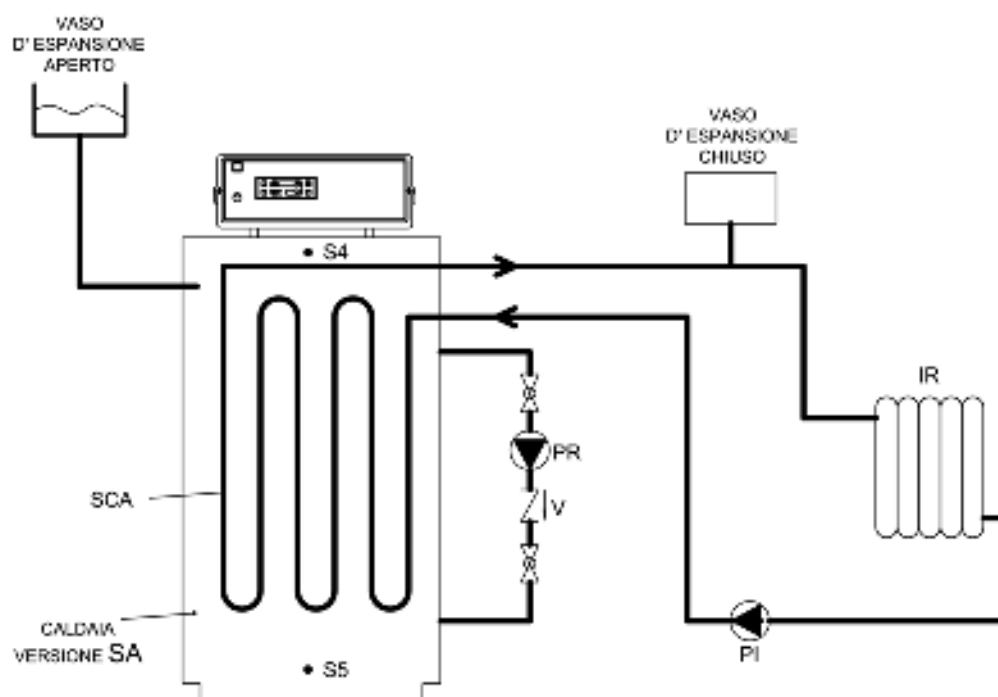 VASO
D' ESPANSIONE
APERTO
VASO
D' ESPANSIONE
CHIUSO
S4
IR
PR
SCA
V
CALDAIA
VERSIONE SA
PI
S5